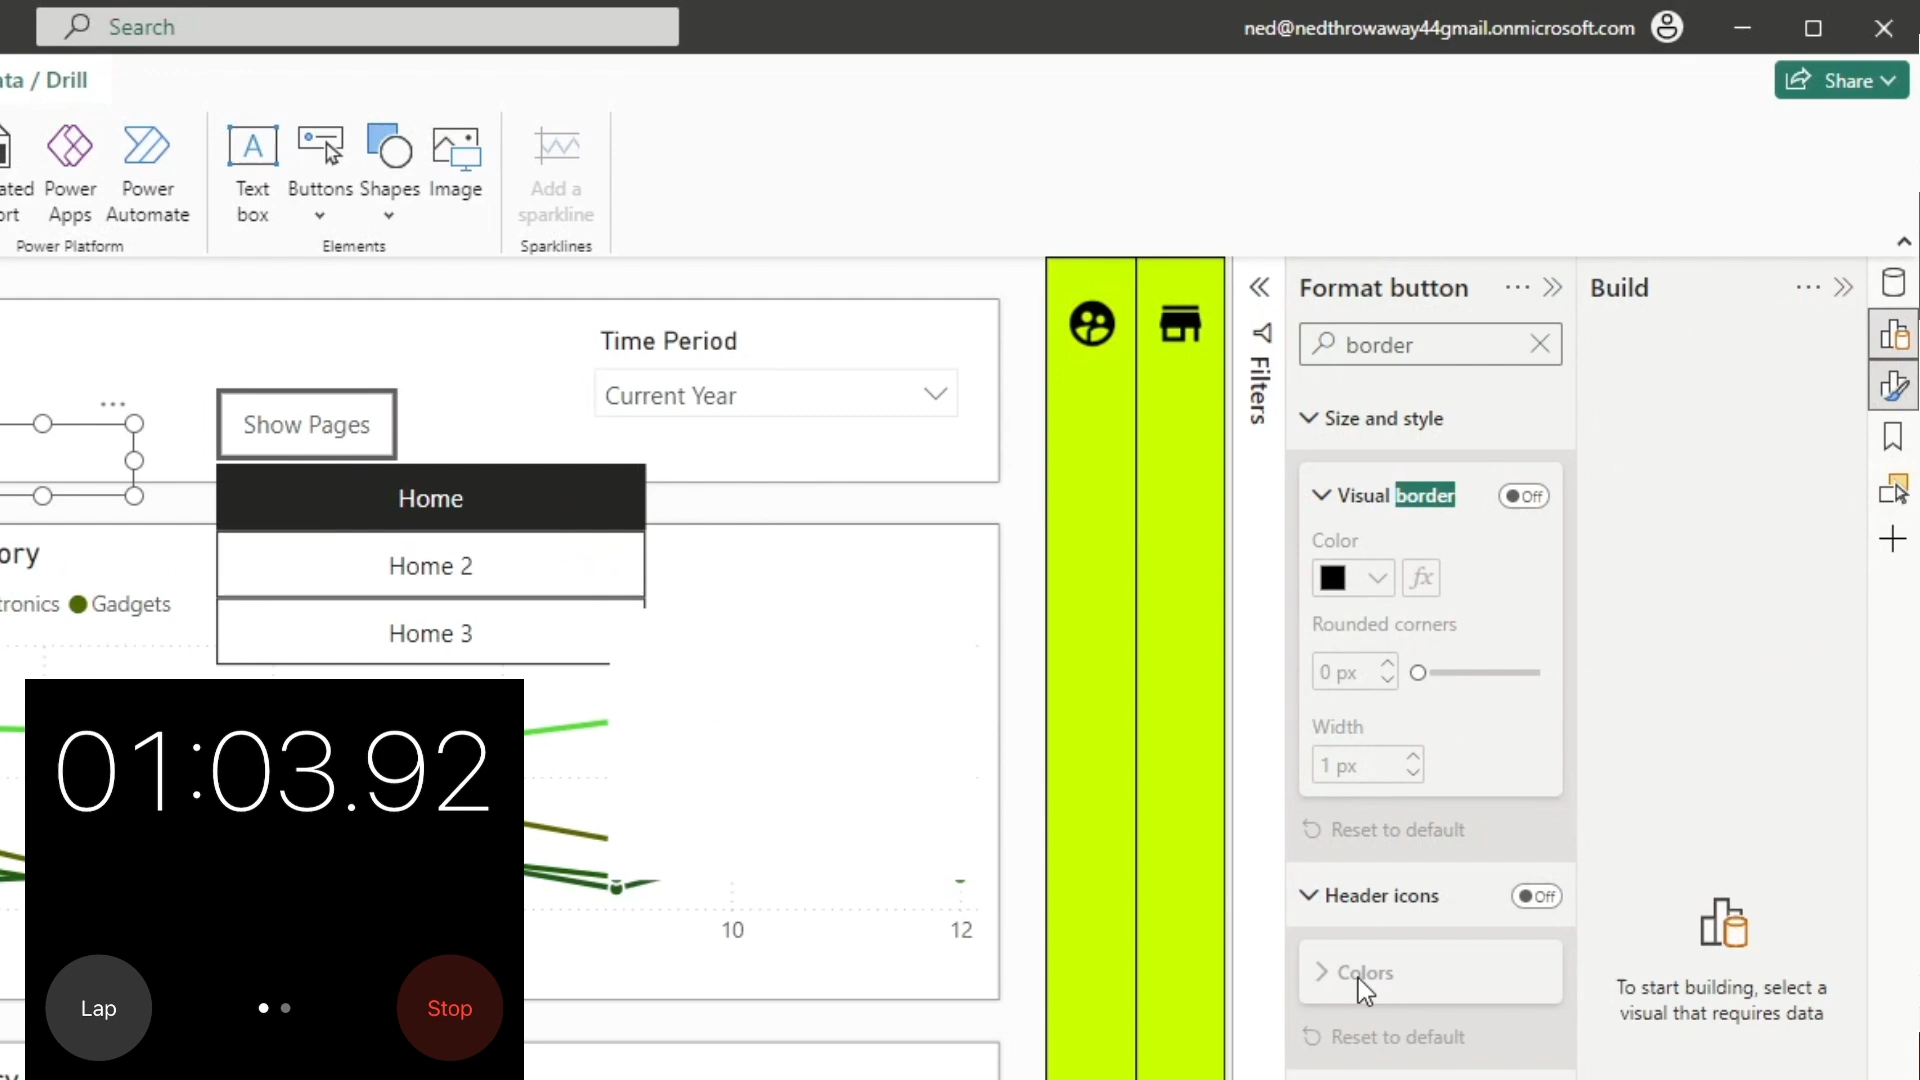 Search
ned@nedthrowaway44gmail.onmicrosoft.com
ta / Drill
Share
ated
ort
Power
Apps
Power
Automate
Power Platform
Text
box
Buttons
Shapes
Image
Elements
Add a
sparkline
Sparklines
Time Period
Current Year
Show Pages
Home
Home 2
Home 3
ory
tronics
Gadgets
10
12
01:03.92
Lap
Stop
Filters
Format button
border
Size and style
Visual border
Off
Color
fx
Rounded corners
0 px
Width
1 px
Reset to default
Header icons
Off
Colors
Reset to default
Build
To start building, select a
visual that requires data